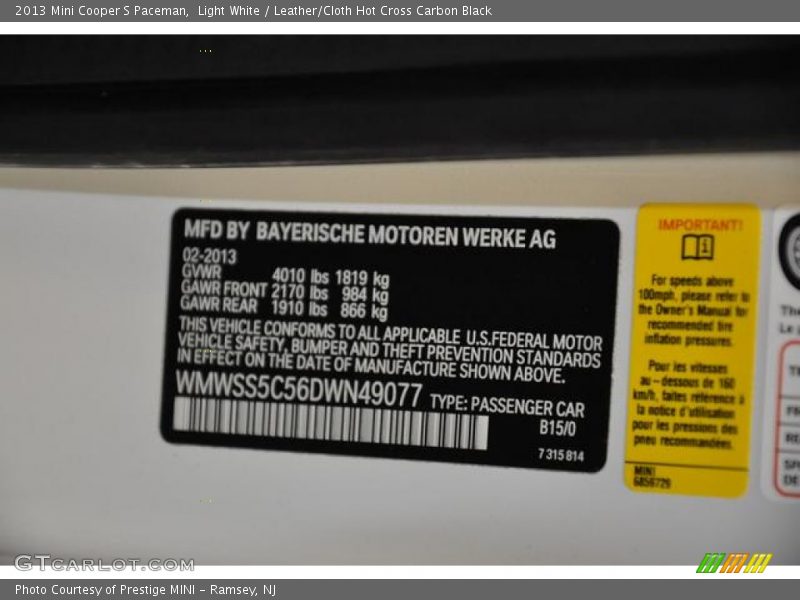 2013 Mini Cooper S Paceman,  Light White / Leather/Cloth Hot Cross Carbon Black
MFD BY BAYERISCHE MOTOREN WERKE AG
02-2013
GVWR 4010 lbs 1819 kg
GAWR FRONT 2170 lbs 984 kg
GAWR REAR 1910 lbs 866 kg
THIS VEHICLE CONFORMS TO ALL APPLICABLE U.S.FEDERAL MOTOR
VEHICLE SAFETY, BUMPER AND THEFT PREVENTION STANDARDS
IN EFFECT ON THE DATE OF MANUFACTURE SHOWN ABOVE.
WMWSS5C56DWN49077 TYPE: PASSENGER CAR
B15/0
7 315 814
IMPORTANT!
For speeds above
100mph, please refer to
the Owner's Manual for
recommended tire
inflation pressures.
Pour les vitesses
au-dessous de 160
km/h, faites référence à
la notice d'utilisation
pour les pressions des
pneu recommandées.
MINI
6856729
GTCARLOT.COM
Photo Courtesy of Prestige MINI - Ramsey, NJ